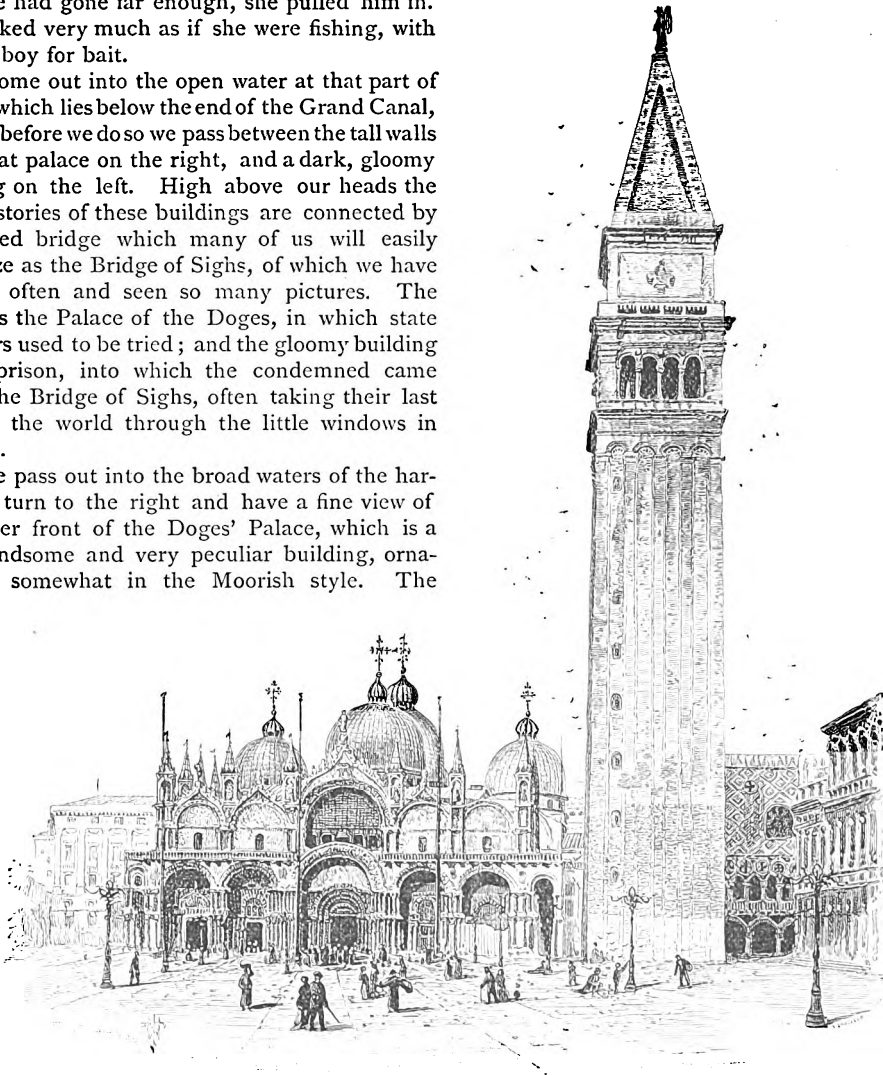 e had gone far enough, she pulled him in.
ked very much as if she were fishing, with
boy for bait.
ome out into the open water at that part of
which lies below the end of the Grand Canal,
before we do so we pass between the tall walls
at palace on the right, and a dark, gloomy
g on the left. High above our heads the
stories of these buildings are connected by
ed bridge which many of us will easily
e as the Bridge of Sighs, of which we have
often and seen so many pictures. The
s the Palace of the Doges, in which state
rs used to be tried; and the gloomy building
prison, into which the condemned came
he Bridge of Sighs, often taking their last
the world through the little windows in
.
e pass out into the broad waters of the har-
turn to the right and have a fine view of
er front of the Doges' Palace, which is a
ndsome and very peculiar building, orna-
somewhat in the Moorish style. The